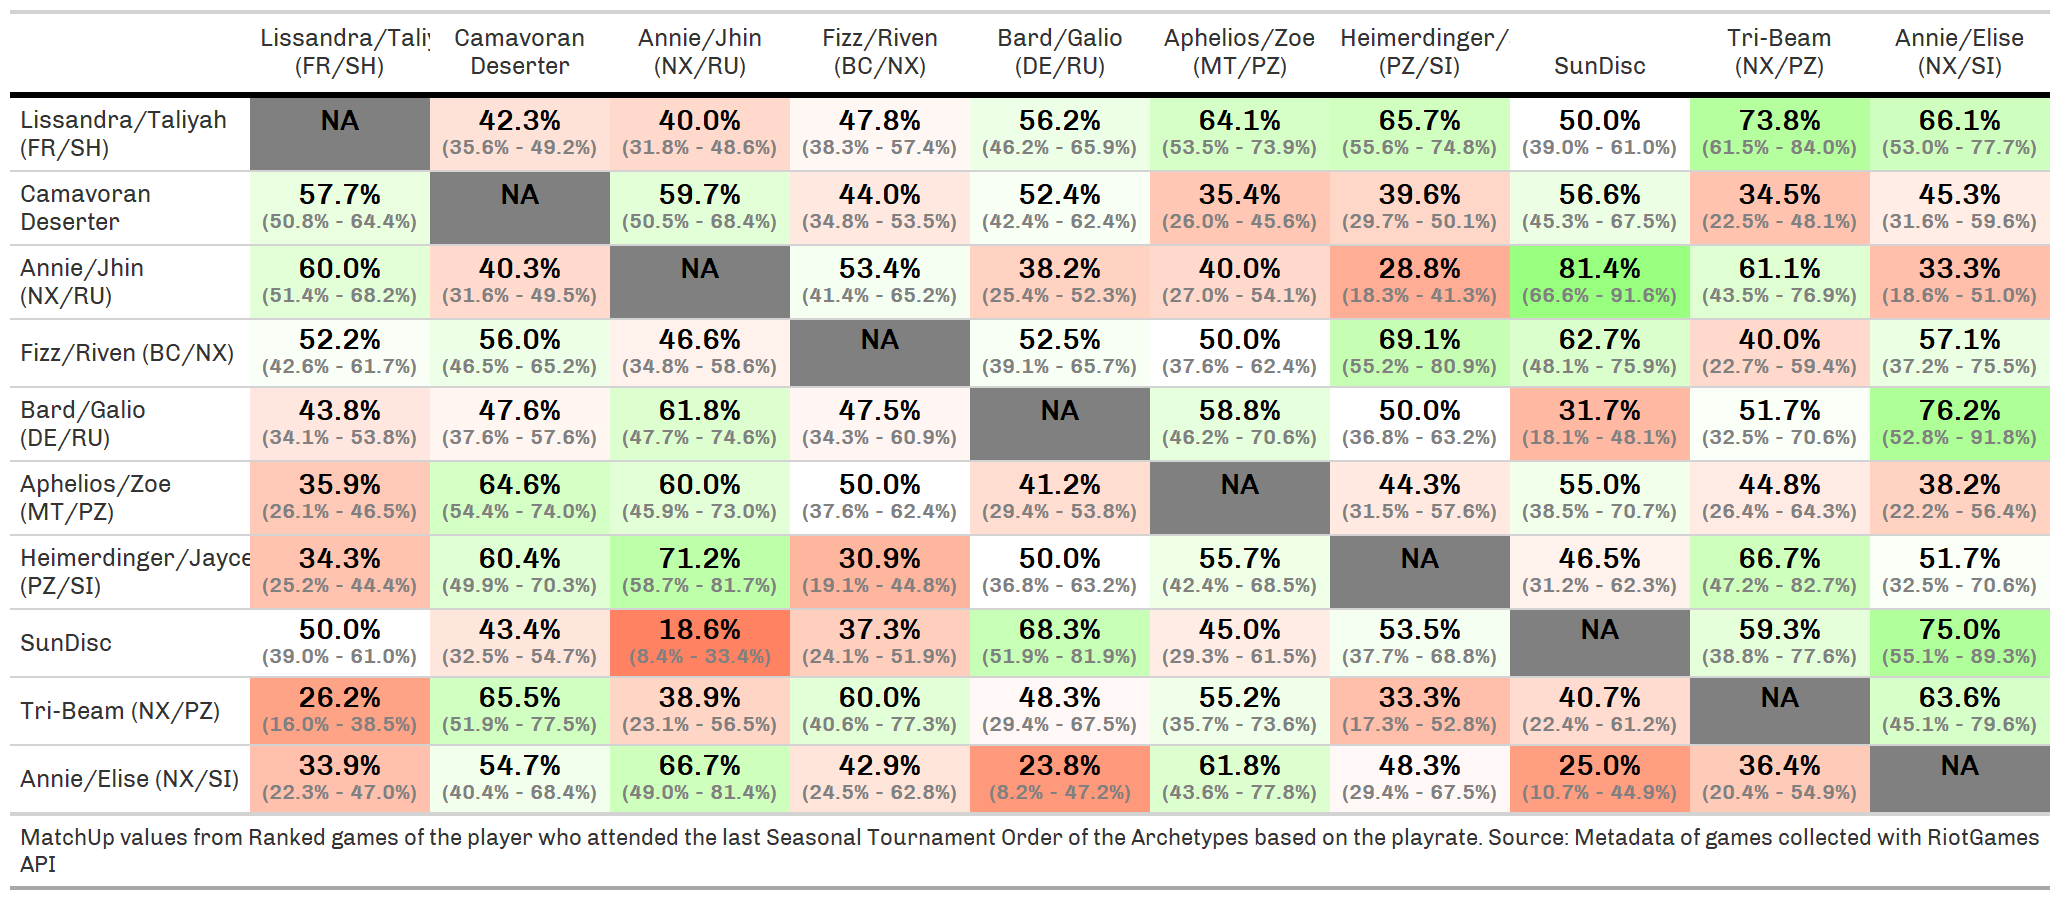 Lissandra/Taliy Camavoran Annie/Jhin Fizz/Riven Bard/Galio Aphelios/Zoe Heimerdinger/ Tri-Beam Annie/Elise
(FR/SH) Deserter (NX/RU) (BC/NX) (DE/RU) (MT/PZ) (PZ/SI) SunDisc (NX/PZ) (NX/SI)
Lissandra/Taliyah NA 42.3% 40.0% 47.8% 56.2% 64.1% 65.7% 50.0% 73.8% 66.1%
(FR/SH) (35.6% - 49.2%) (31.8% - 48.6%) (38.3% - 57.4%) (46.2% - 65.9%) (53.5% - 73.9%) (55.6% - 74.8%) (39.0% - 61.0%) (61.5% - 84.0%) (53.0% - 77.7%)
Camavoran 57.7% NA 59.7% 44.0% 52.4% 35.4% 39.6% 56.6% 34.5% 45.3%
Deserter (50.8% - 64.4%) (50.5% - 68.4%) (34.8% - 53.5%) (42.4% - 62.4%) (26.0% - 45.6%) (29.7% - 50.1%) (45.3% - 67.5%) (22.5% - 48.1%) (31.6% - 59.6%)
Annie/Jhin 60.0% 40.3% NA 53.4% 38.2% 40.0% 28.8% 81.4% 61.1% 33.3%
(NX/RU) (51.4% - 68.2%) (31.6% - 49.5%) (41.4% - 65.2%) (25.4% - 52.3%) (27.0% - 54.1%) (18.3% - 41.3%) (66.6% - 91.6%) (43.5% - 76.9%) (18.6% - 51.0%)
Fizz/Riven (BC/NX) 52.2% 56.0% 46.6% NA 52.5% 50.0% 69.1% 62.7% 40.0% 57.1%
(42.6% - 61.7%) (46.5% - 65.2%) (34.8% - 58.6%) (39.1% - 65.7%) (37.6% - 62.4%) (55.2% - 80.9%) (48.1% - 75.9%) (22.7% - 59.4%) (37.2% - 75.5%)
Bard/Galio 43.8% 47.6% 61.8% 47.5% NA 58.8% 50.0% 31.7% 51.7% 76.2%
(DE/RU) (34.1% - 53.8%) (37.6% - 57.6%) (47.7% - 74.6%) (34.3% - 60.9%) (46.2% - 70.6%) (36.8% - 63.2%) (18.1% - 48.1%) (32.5% - 70.6%) (52.8% - 91.8%)
Aphelios/Zoe 35.9% 64.6% 60.0% 50.0% 41.2% NA 44.3% 55.0% 44.8% 38.2%
(MT/PZ) (26.1% - 46.5%) (54.4% - 74.0%) (45.9% - 73.0%) (37.6% - 62.4%) (29.4% - 53.8%) (31.5% - 57.6%) (38.5% - 70.7%) (26.4% - 64.3%) (22.2% - 56.4%)
Heimerdinger/Jayce 34.3% 60.4% 71.2% 30.9% 50.0% 55.7% NA 46.5% 66.7% 51.7%
(PZ/SI) (25.2% - 44.4%) (49.9% - 70.3%) (58.7% - 81.7%) (19.1% - 44.8%) (36.8% - 63.2%) (42.4% - 68.5%) (31.2% - 62.3%) (47.2% - 82.7%) (32.5% - 70.6%)
SunDisc 50.0% 43.4% 18.6% 37.3% 68.3% 45.0% 53.5% NA 59.3% 75.0%
(39.0% - 61.0%) (32.5% - 54.7%) (8.4% - 33.4%) (24.1% - 51.9%) (51.9% - 81.9%) (29.3% - 61.5%) (37.7% - 68.8%) (38.8% - 77.6%) (55.1% - 89.3%)
Tri-Beam (NX/PZ) 26.2% 65.5% 38.9% 60.0% 48.3% 55.2% 33.3% 40.7% NA 63.6%
(16.0% - 38.5%) (51.9% - 77.5%) (23.1% - 56.5%) (40.6% - 77.3%) (29.4% - 67.5%) (35.7% - 73.6%) (17.3% - 52.8%) (22.4% - 61.2%) (45.1% - 79.6%)
Annie/Elise (NX/SI) 33.9% 54.7% 66.7% 42.9% 23.8% 61.8% 48.3% 25.0% 36.4% NA
(22.3% - 47.0%) (40.4% - 68.4%) (49.0% - 81.4%) (24.5% - 62.8%) (8.2% - 47.2%) (43.6% - 77.8%) (29.4% - 67.5%) (10.7% - 44.9%) (20.4% - 54.9%)
MatchUp values from Ranked games of the player who attended the last Seasonal Tournament Order of the Archetypes based on the playrate. Source: Metadata of games collected with RiotGames
API